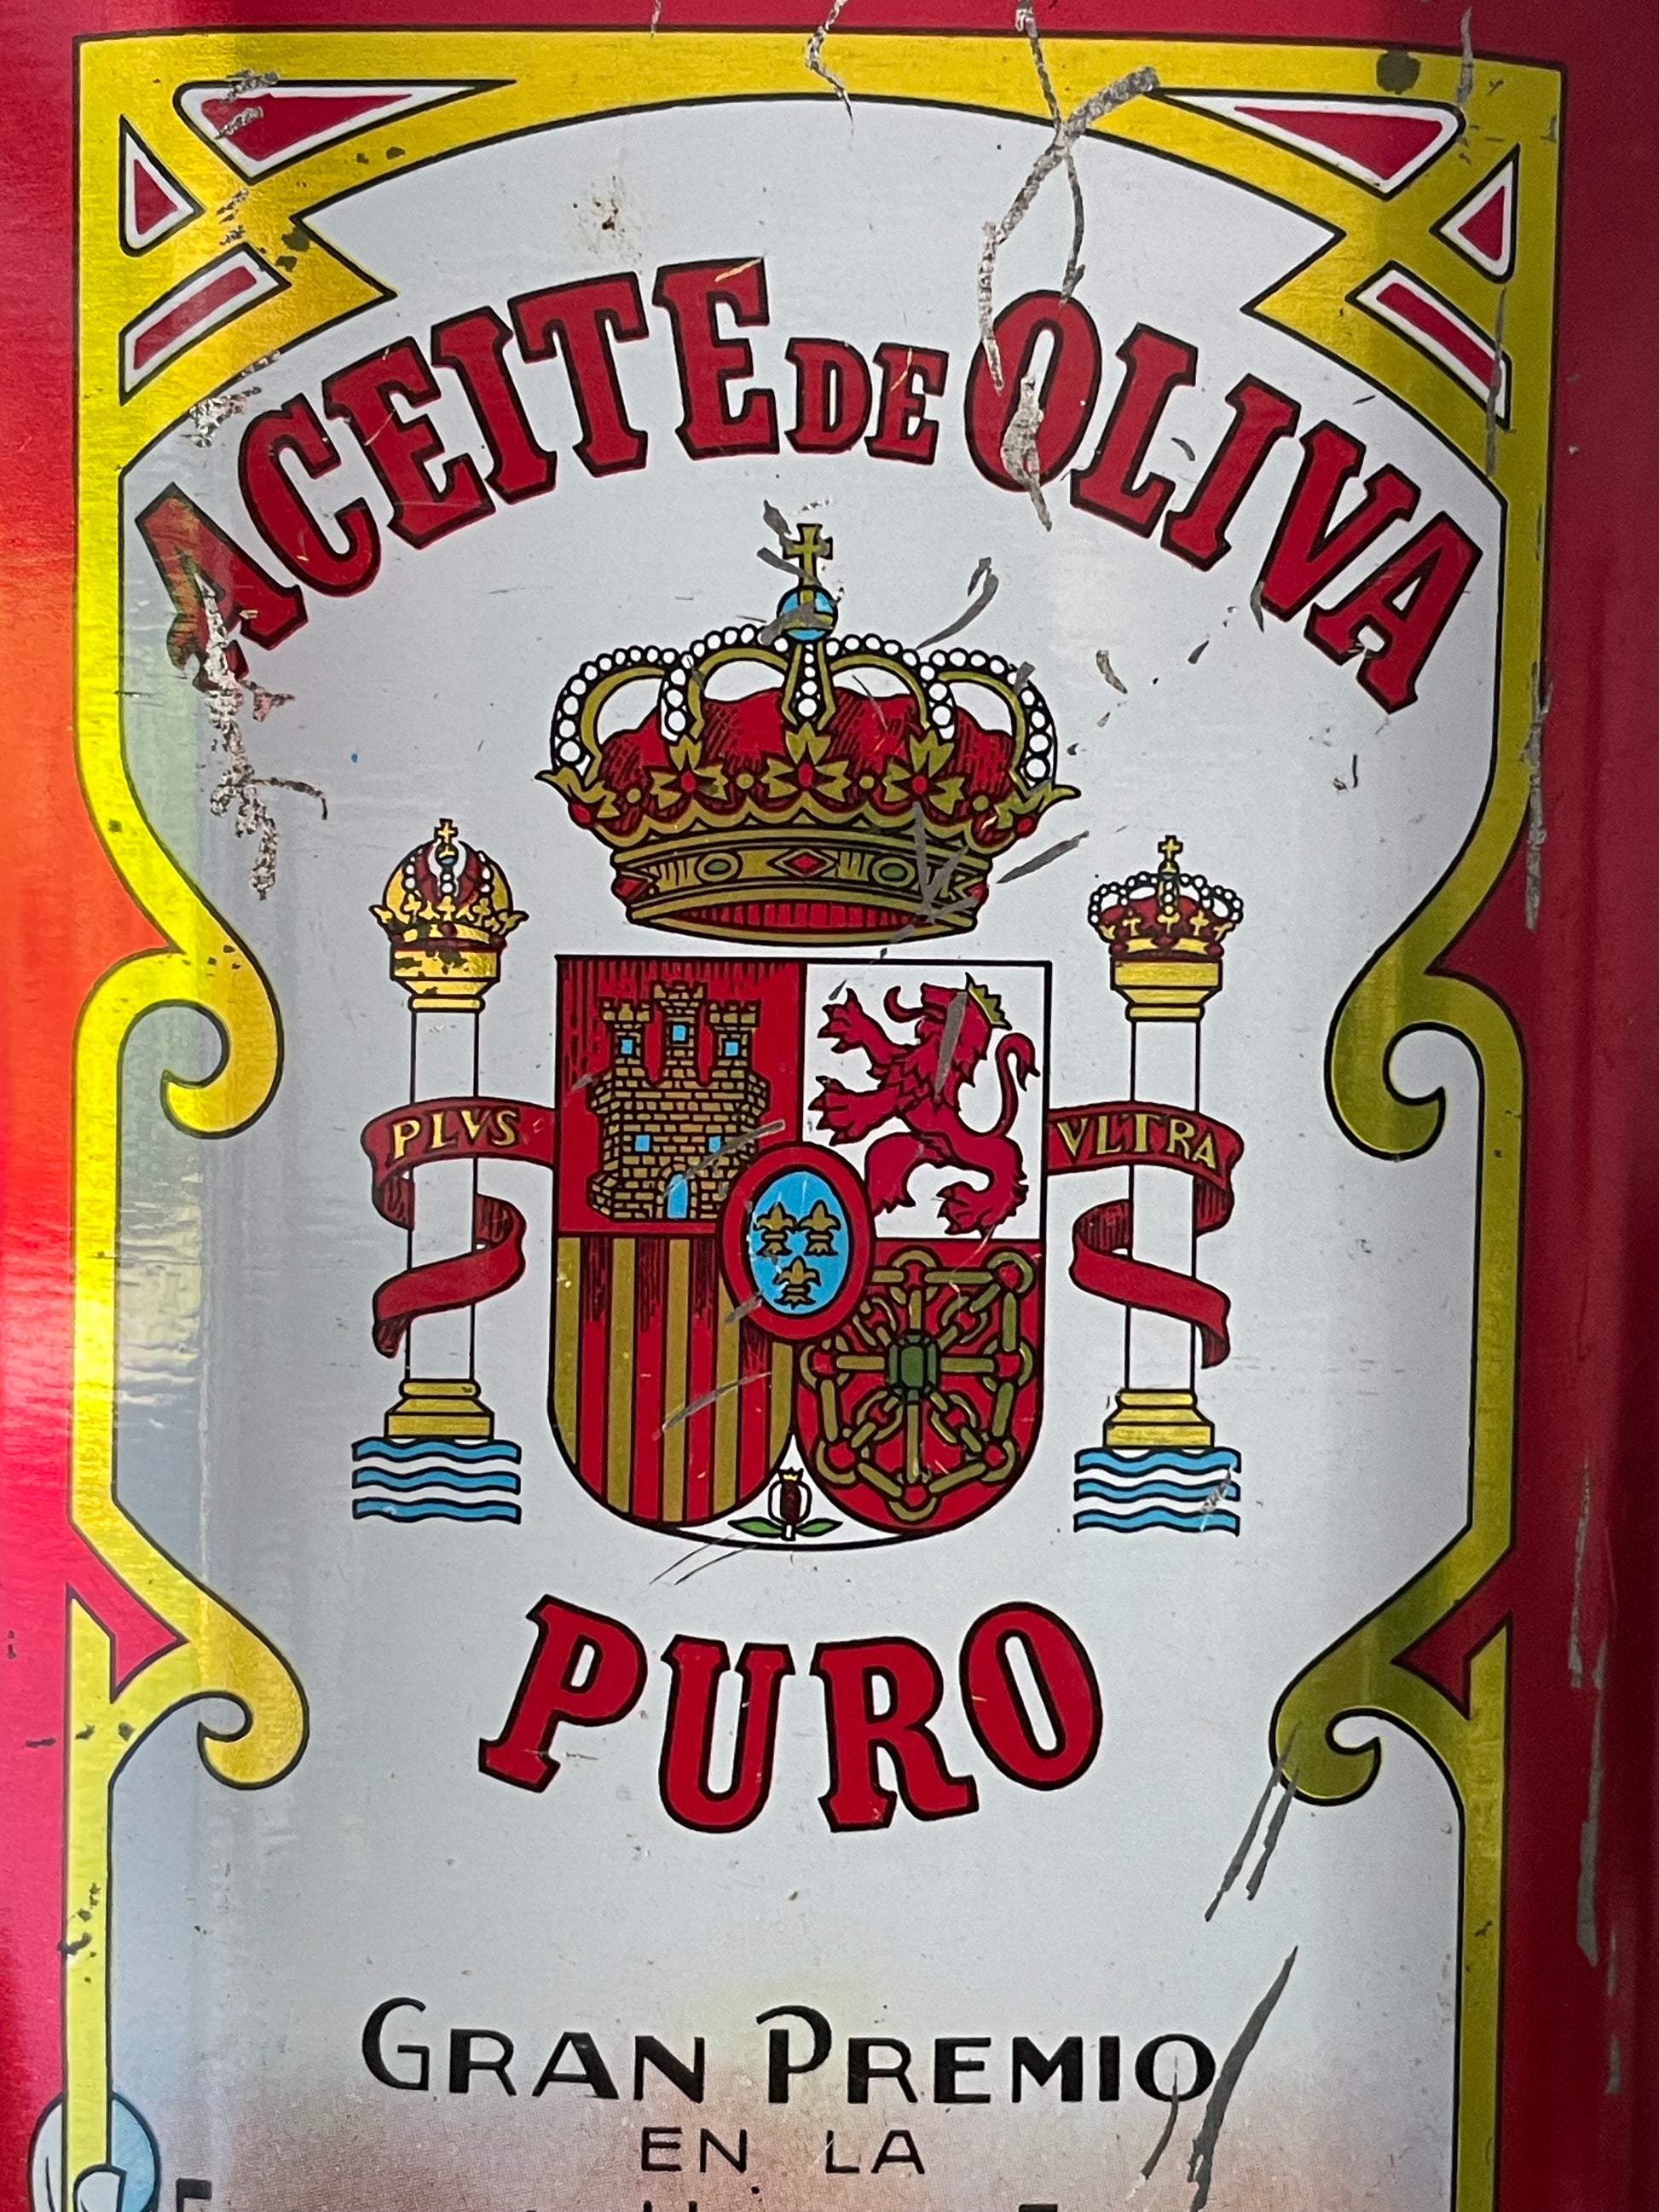 ACEITE DE OLIVA
PLVS VLTRA
PURO
GRAN PREMIO
EN LA